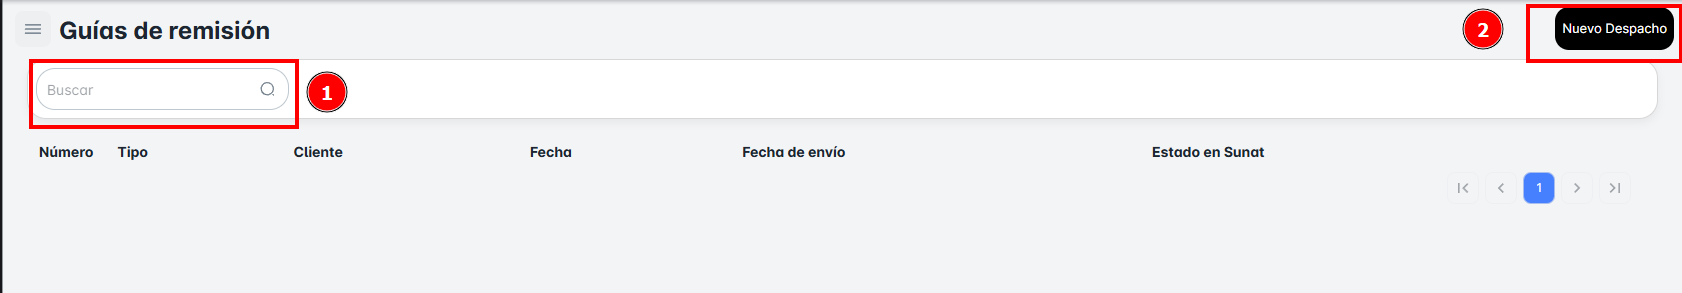 Guías de remisión
2
Nuevo Despacho
Buscar
1
Número Tipo Cliente Fecha Fecha de envío Estado en Sunat
1